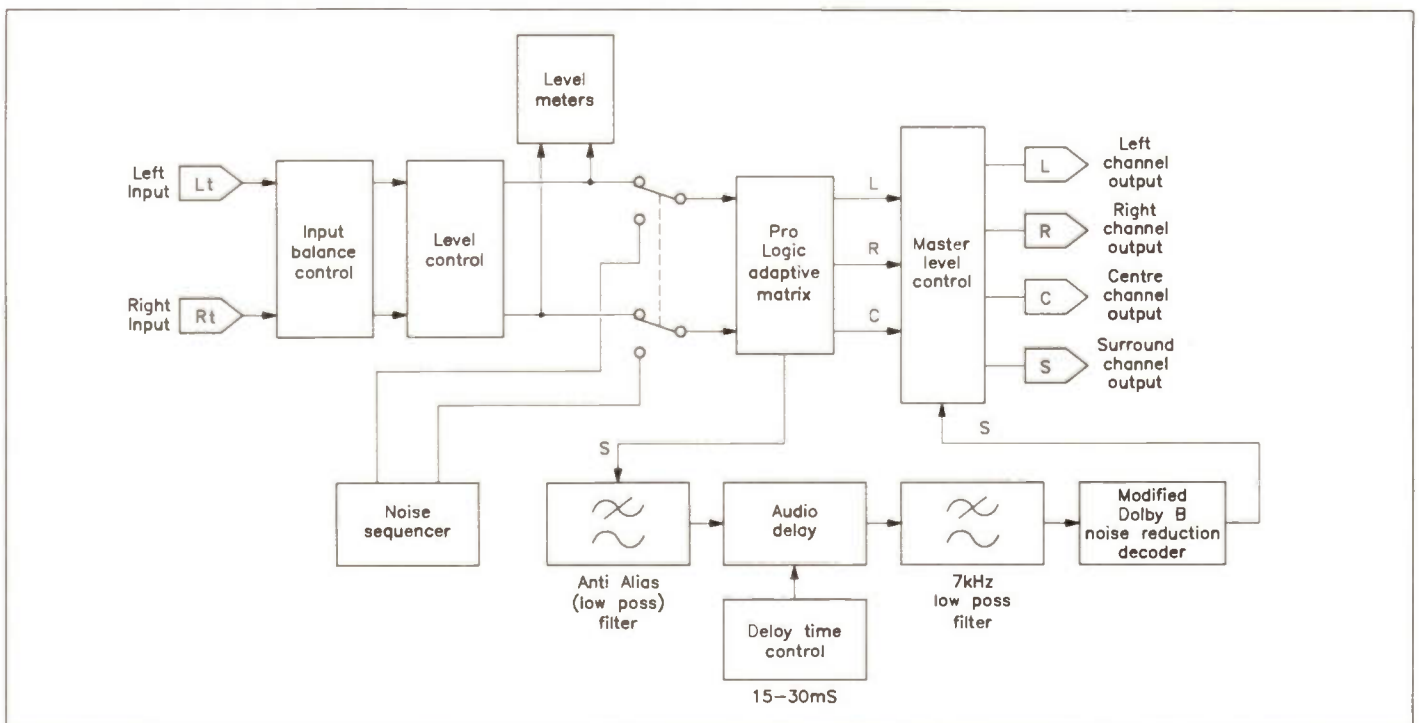 Level
meters
Left
Input
Lt
Right
Input
Rt
Input
balance
control
Level
control
Pro
Logic
adaptive
matrix
L
R
C
S
Master
level
control
L
Left
channel
output
R
Right
channel
output
C
Centre
channel
output
S
Surround
channel
output
S
Noise
sequencer
Anti Alias
(low poss)
filter
Audio
delay
Deloy time
control
15-30mS
7kHz
low poss
filter
Modified
Dolby B
noise reduction
decoder